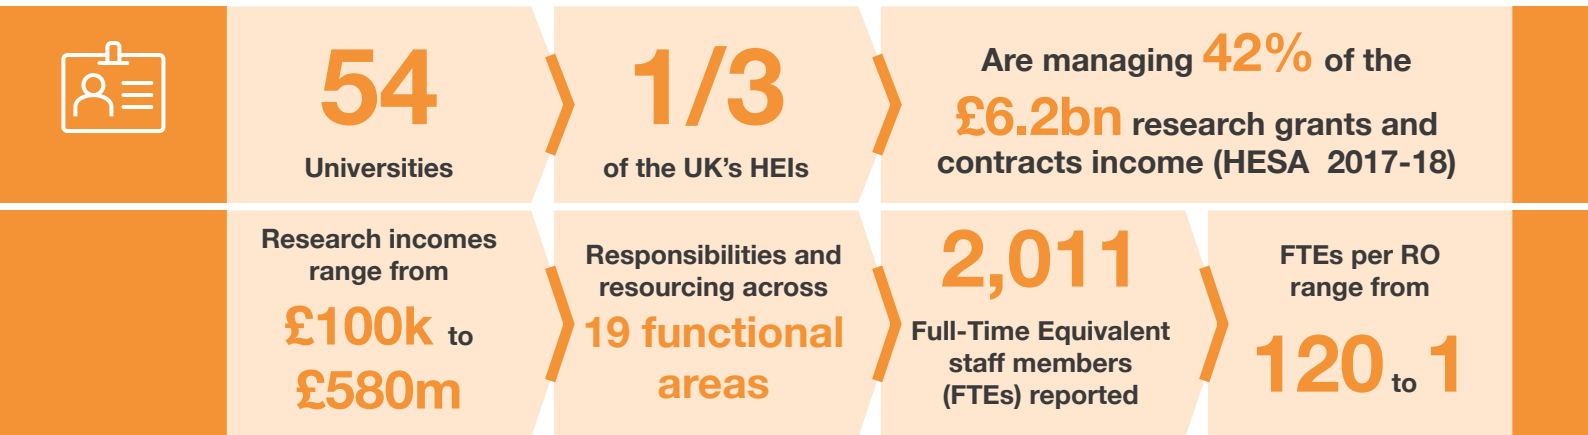 54
Universities
1/3
of the UK's HEIs
Are managing 42% of the
£6.2bn research grants and
contracts income (HESA 2017-18)
Research incomes
range from
£100k to
£580m
Responsibilities and
resourcing across
19 functional
areas
2,011
Full-Time Equivalent
staff members
(FTEs) reported
FTEs per RO
range from
120 to 1